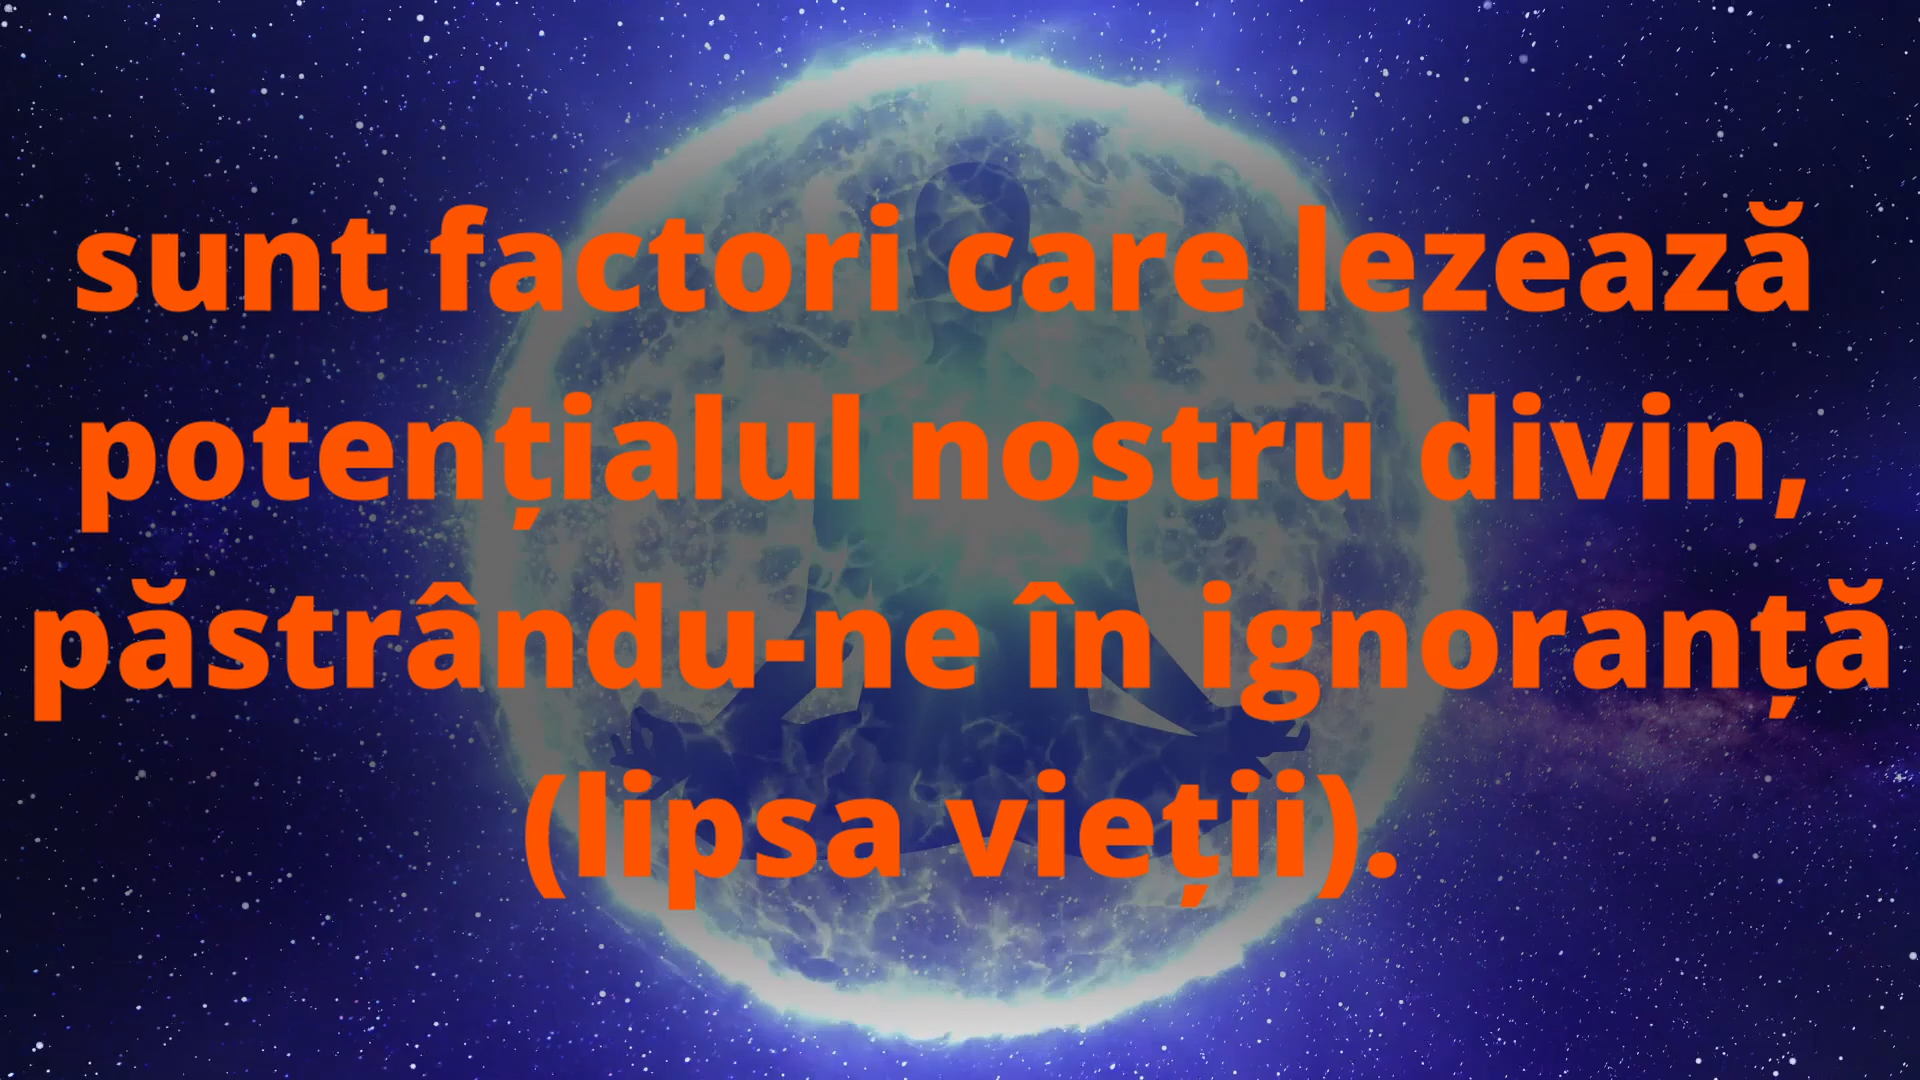 sunt factori care lezează
potențialul nostru divin,
păstrându-ne în ignoranță
(lipsa vieții).